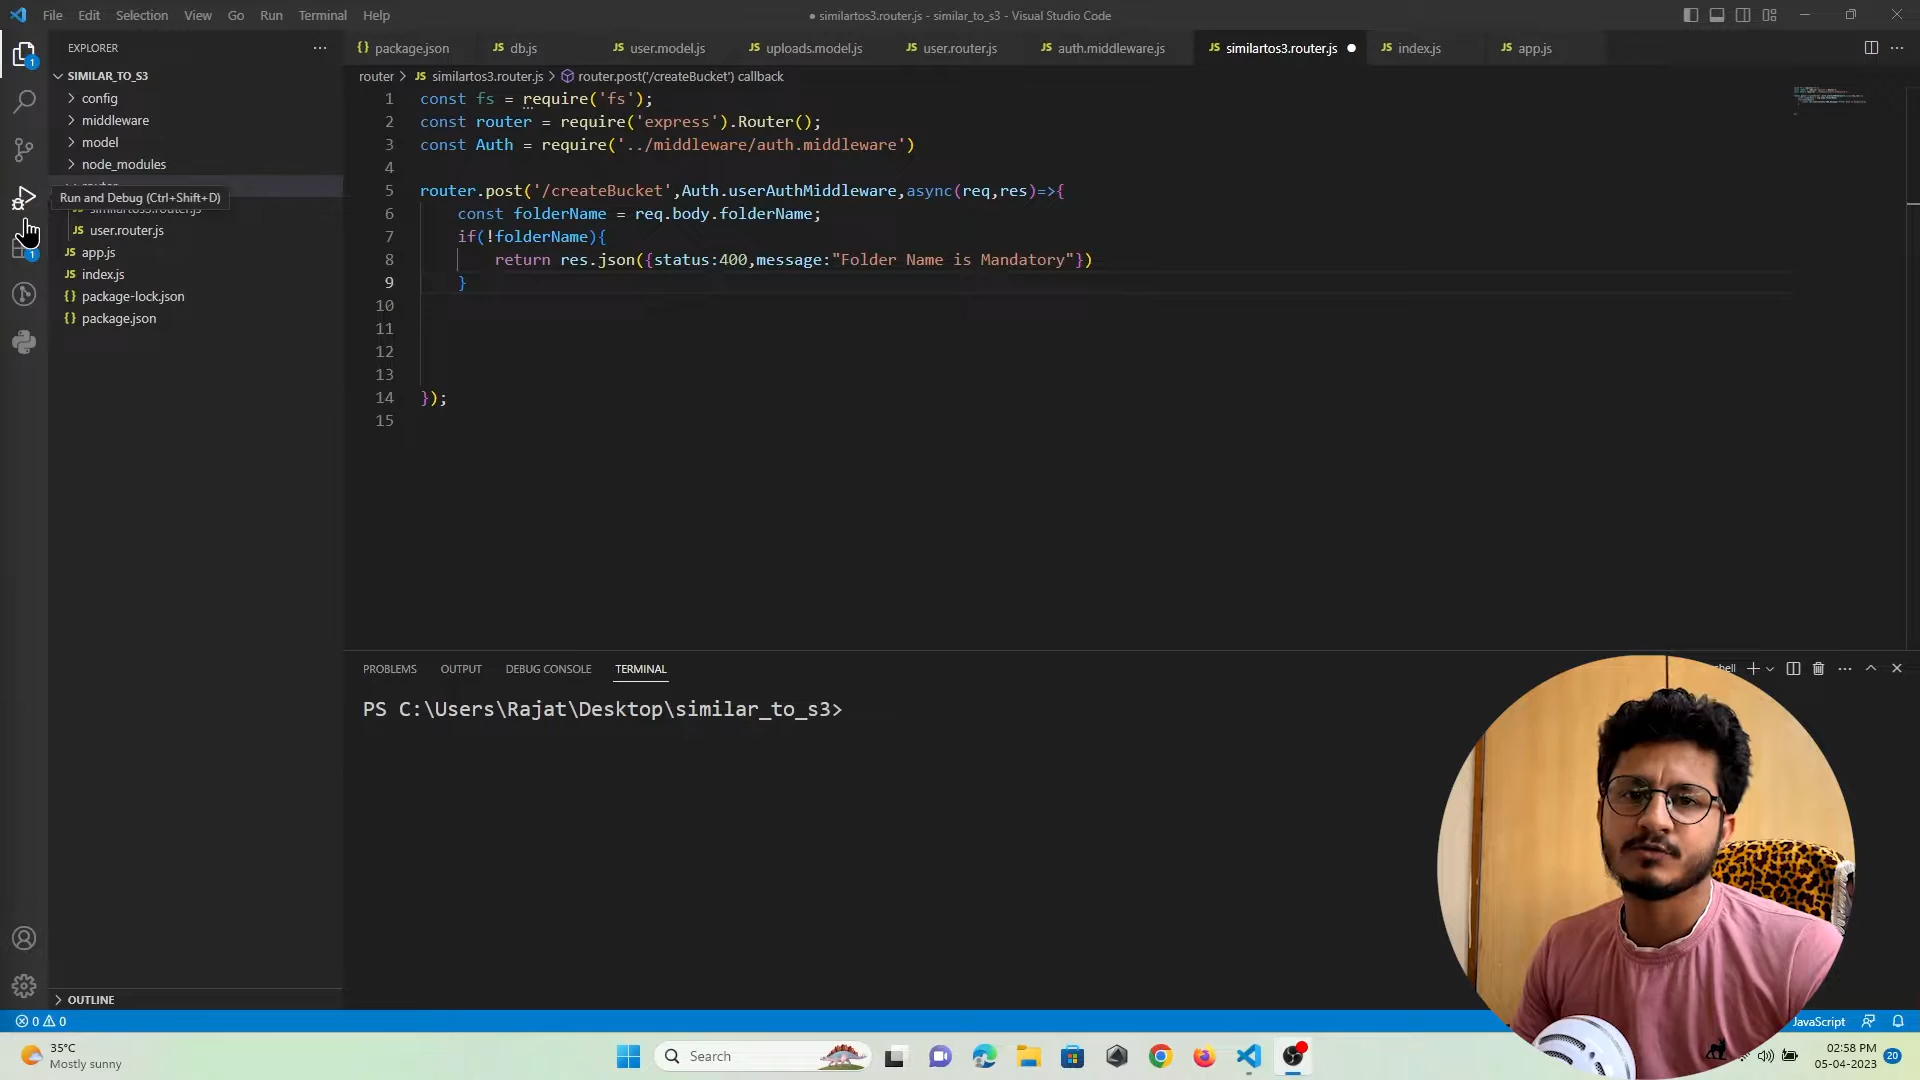 File Edit Selection View Go Run Terminal Help
● similartos3.router.js - similar_to_s3 - Visual Studio Code
EXPLORER
package.json
db.js
user.model.js
uploads.model.js
user.router.js
auth.middleware.js
similartos3.router.js
index.js
app.js
SIMILAR_TO_S3
config
middleware
model
node_modules
Run and Debug (Ctrl+Shift+D)
similartos3.router.js
user.router.js
app.js
index.js
package-lock.json
package.json
OUTLINE
router > JS similartos3.router.js > router.post('/createBucket') callback
1 const fs = require('fs');
2 const router = require('express').Router();
3 const Auth = require('../middleware/auth.middleware')
4
5 router.post('/createBucket',Auth.userAuthMiddleware,async(req,res)=>{
6 const folderName = req.body.folderName;
7 if(!folderName){
8 return res.json({status:400,message:"Folder Name is Mandatory"})
9 }
10
11
12
13
14 });
15
PROBLEMS OUTPUT DEBUG CONSOLE TERMINAL
PS C:\Users\Rajat\Desktop\similar_to_s3>
0 0
JavaScript
35°C
Mostly sunny
Search
02:58 PM
05-04-2023
20